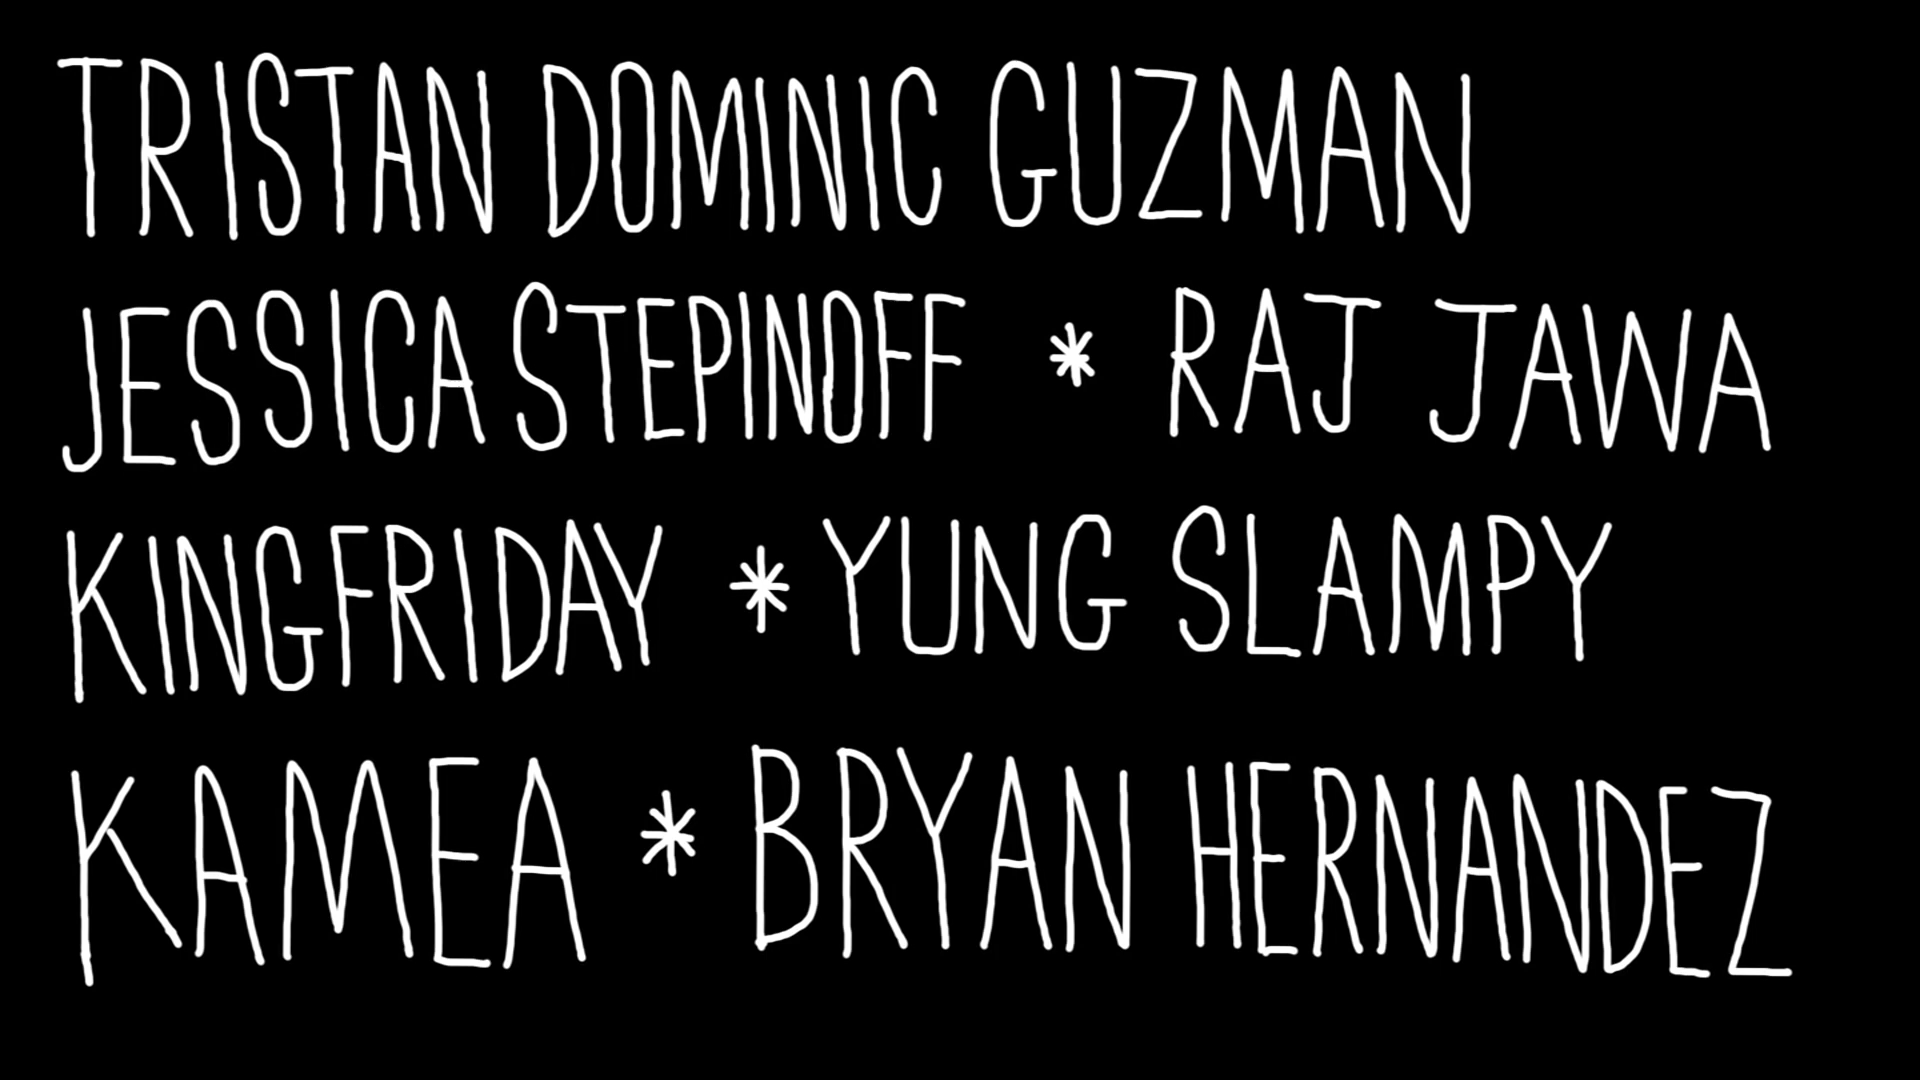 TRISTAN DOMINIC GUZMAN
JESSICA STEPINOFF * RAJ JAWA
KINGFRIDAY * YUNG SLAMPY
KAMEA * BRYAN HERNANDEZ